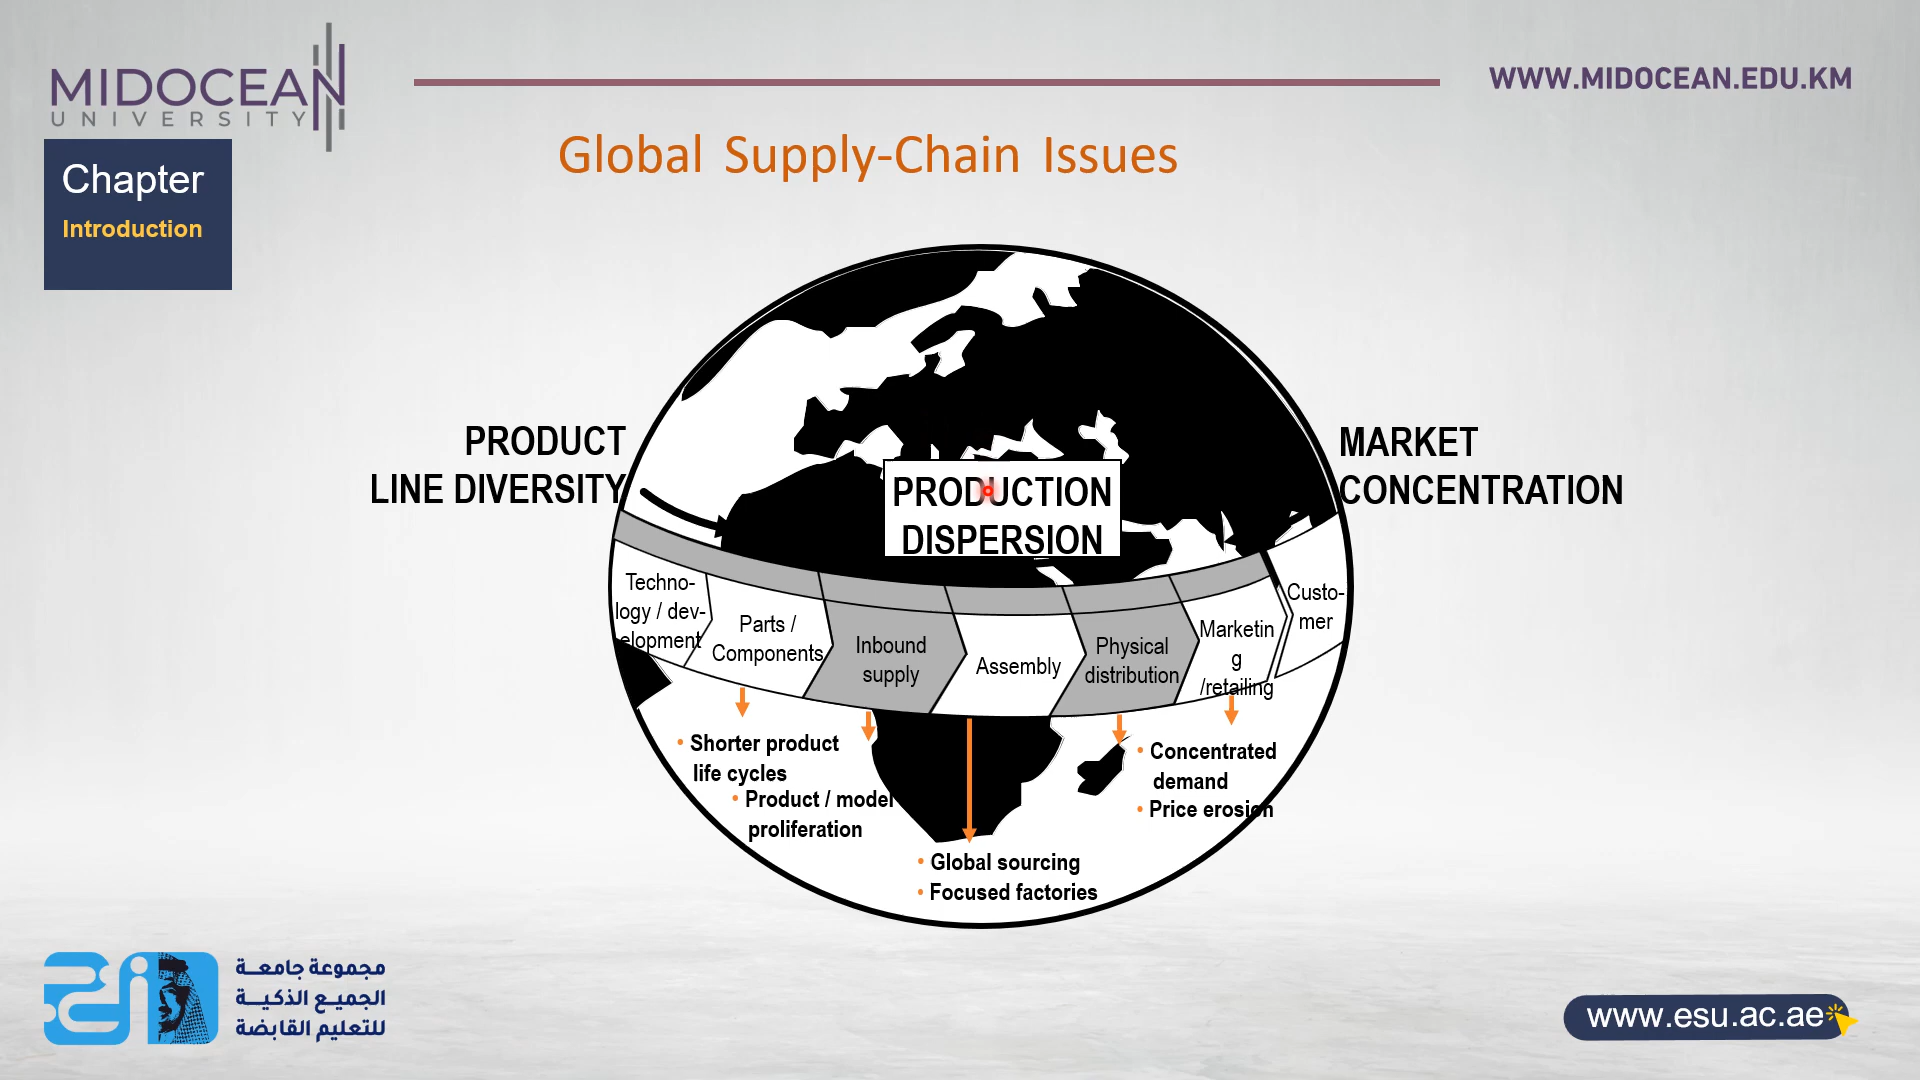 MIDOCEAN
UNIVERSITY
WWW.MIDOCEAN.EDU.KM
Chapter
Introduction
Global Supply-Chain Issues
PRODUCT
LINE DIVERSITY
PRODUCTION
DISPERSION
MARKET
CONCENTRATION
Techno-
logy / dev-
elopment
Parts /
Components
Inbound
supply
Assembly
Physical
distribution
Marketin
g
/retailing
Custo-
mer
• Shorter product
life cycles
• Product / model
proliferation
• Global sourcing
• Focused factories
• Concentrated
demand
• Price erosion
مجموعة جامعة
الجميع الذكية
للتعليم القابضة
www.esu.ac.ae